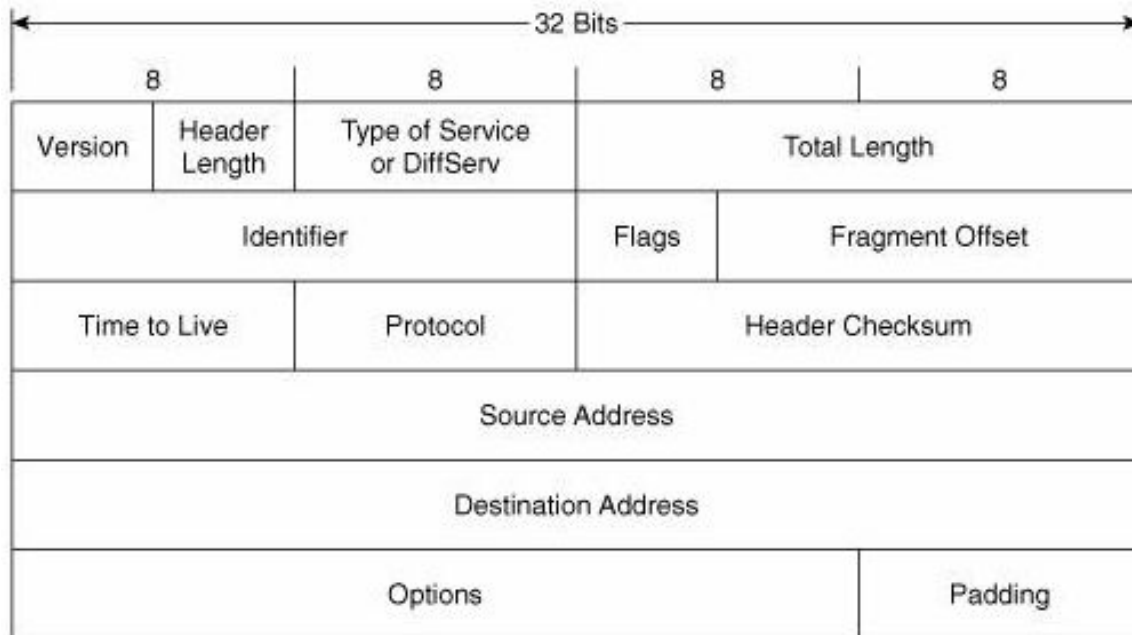 32 Bits
8 8 8 8
Version Header Length Type of Service or DiffServ Total Length
Identifier Flags Fragment Offset
Time to Live Protocol Header Checksum
Source Address
Destination Address
Options Padding